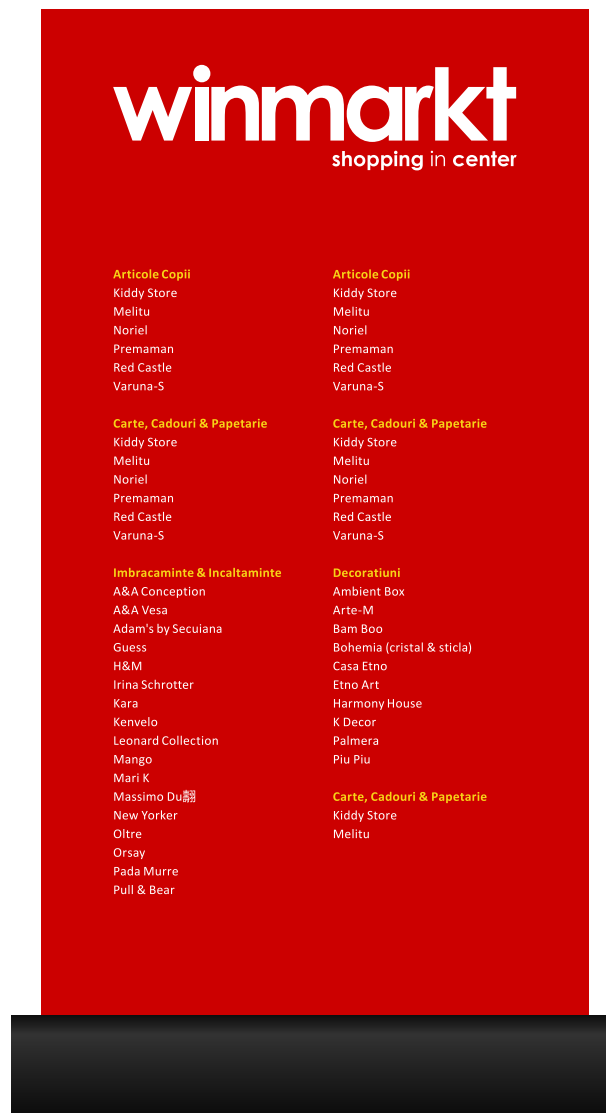 winmarkt
shopping in center
Articole Copii
Kiddy Store
Melitu
Noriel
Premaman
Red Castle
Varuna-S
Carte, Cadouri & Papetarie
Kiddy Store
Melitu
Noriel
Premaman
Red Castle
Varuna-S
Imbracaminte & Incaltaminte
A&A Conception
A&A Vesa
Adam's by Secuiana
Guess
H&M
Irina Schrotter
Kara
Kenvelo
Leonard Collection
Mango
Mari K
Massimo
New Yorker
Oltre
Orsay
Pada Murre
Pull & Bear
Articole Copii
Kiddy Store
Melitu
Noriel
Premaman
Red Castle
Varuna-S
Carte, Cadouri & Papetarie
Kiddy Store
Melitu
Noriel
Premaman
Red Castle
Varuna-S
Decoratiuni
Ambient Box
Arte-M
Bam Boo
Bohemia (cristal & sticla)
Casa Etno
Etno Art
Harmony House
K Decor
Palmera
Piu Piu
Carte, Cadouri & Papetarie
Kiddy Store
Melitu